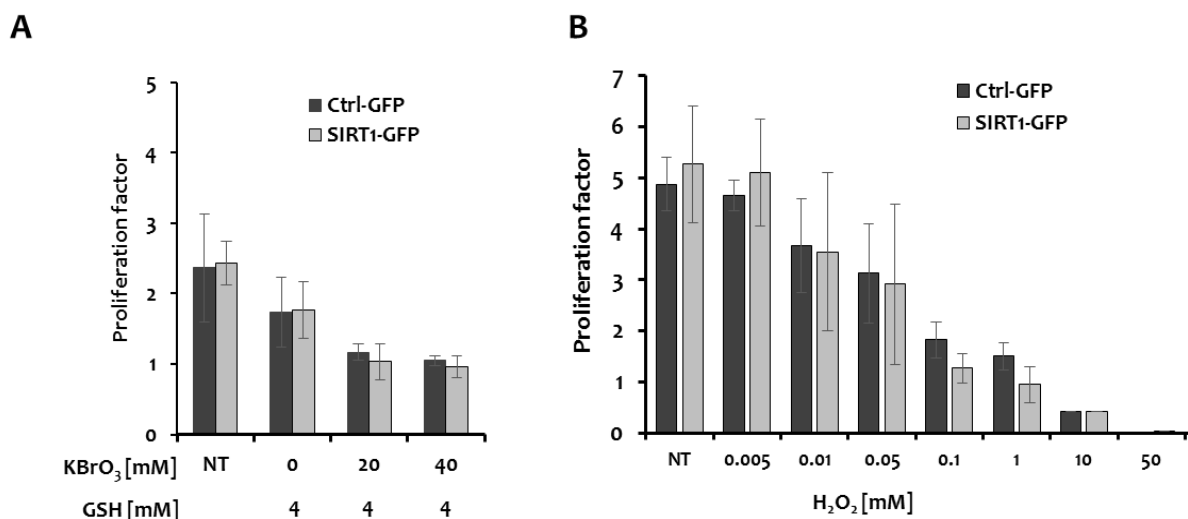 A
5
4
3
2
1
0
Proliferation factor
Ctrl-GFP
SIRT1-GFP
KBrO₃ [mM] NT 0 20 40
GSH [mM] 4 4 4
B
7
6
5
4
3
2
1
0
Proliferation factor
Ctrl-GFP
SIRT1-GFP
NT 0.005 0.01 0.05 0.1 1 10 50
H₂O₂ [mM]